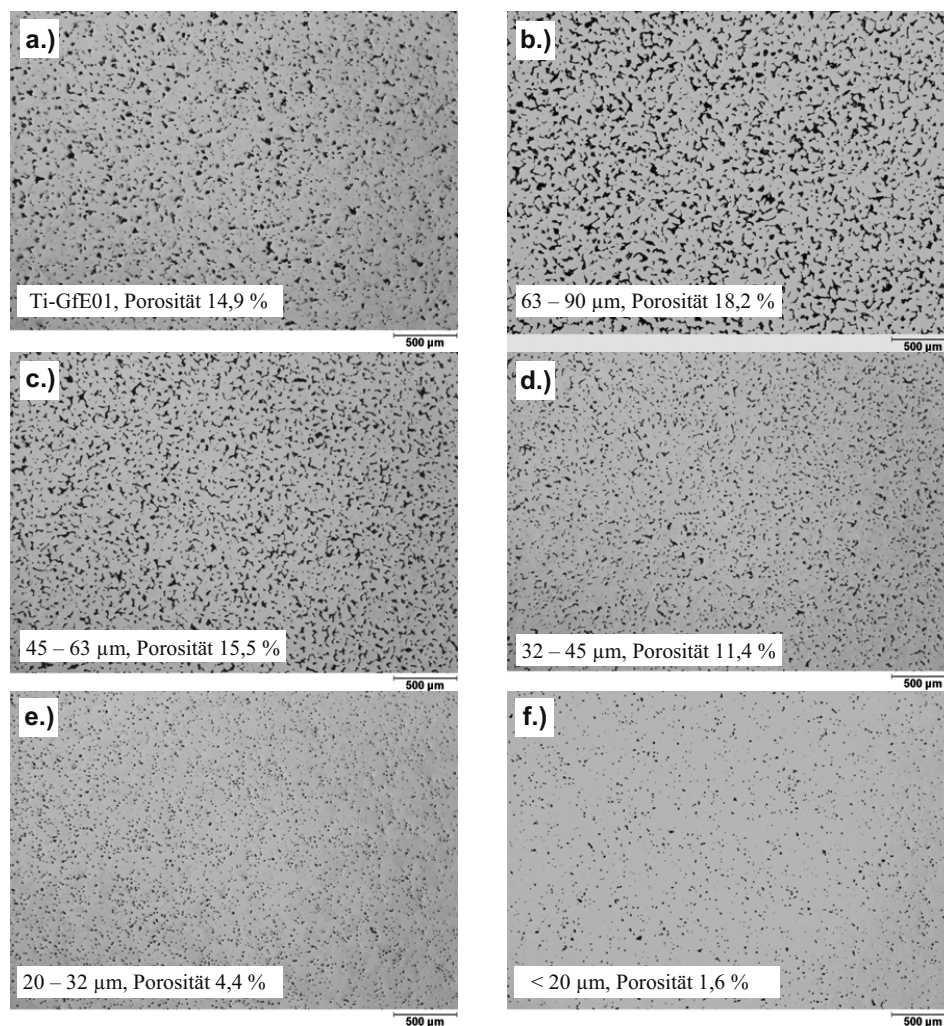 a.)
Ti-GfE01, Porosität 14,9 %
500 µm
b.)
63 – 90 µm, Porosität 18,2 %
500 µm
c.)
45 – 63 µm, Porosität 15,5 %
500 µm
d.)
32 – 45 µm, Porosität 11,4 %
500 µm
e.)
20 – 32 µm, Porosität 4,4 %
500 µm
f.)
< 20 µm, Porosität 1,6 %
500 µm